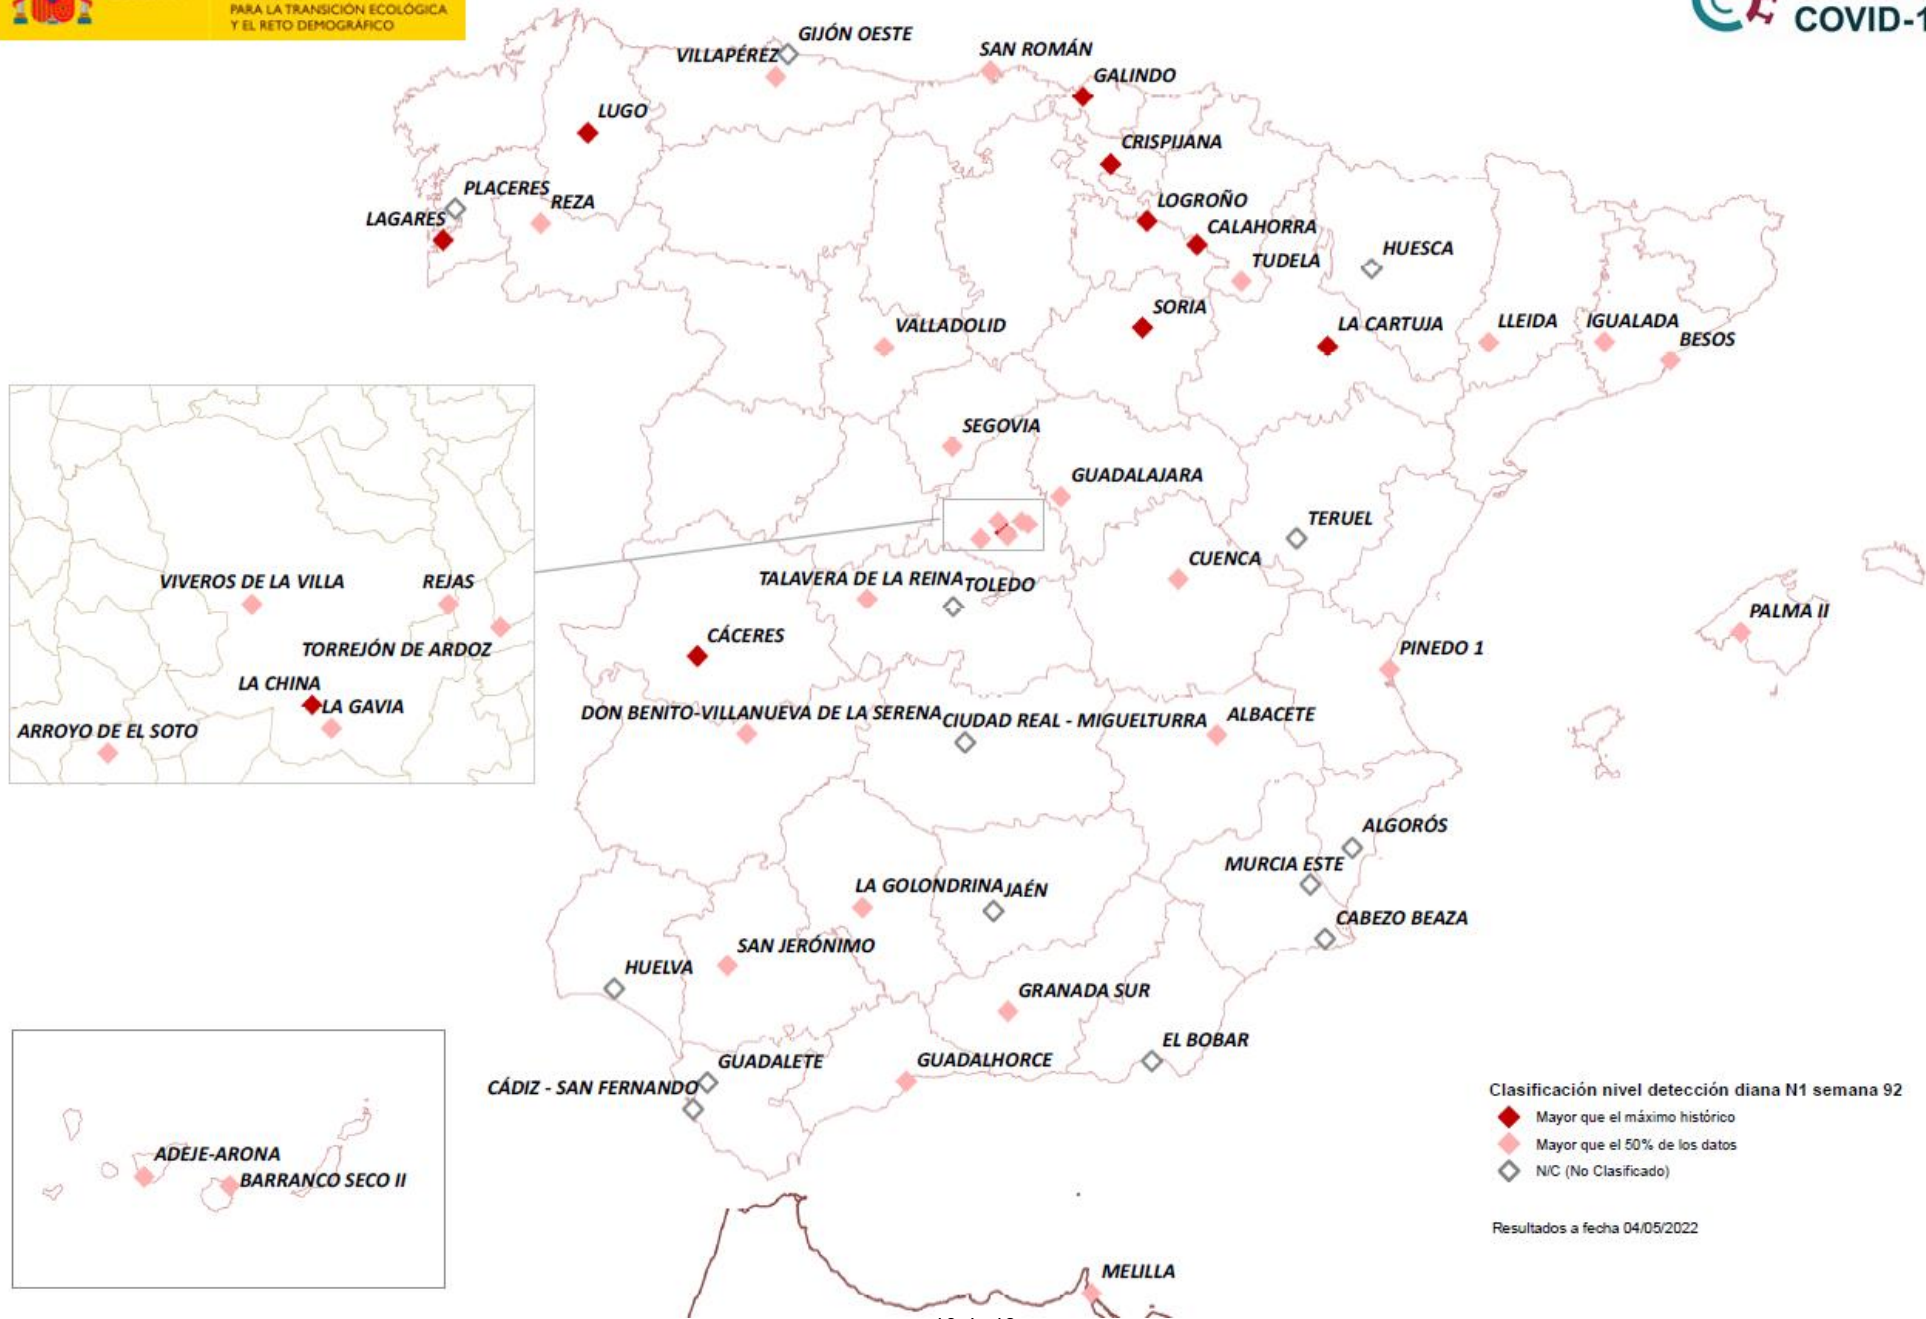 PARA LA TRANSICIÓN ECOLÓGICA
Y EL RETO DEMOGRÁFICO
COVID-1
GIJÓN OESTE
VILLAPÉREZ
SAN ROMÁN
GALINDO
LUGO
CRISPIJANA
PLACERES
REZA
LAGARES
LOGROÑO
CALAHORRA
TUDELA
HUESCA
SORIA
VALLADOLID
LA CARTUJA
LLEIDA
IGUALADA
BESOS
SEGOVIA
GUADALAJARA
TERUEL
CUENCA
TALAVERA DE LA REINA
TOLEDO
VIVEROS DE LA VILLA
REJAS
TORREJÓN DE ARDOZ
LA CHINA
LA GAVIA
ARROYO DE EL SOTO
CÁCERES
PALMA II
PINEDO 1
DON BENITO-VILLANUEVA DE LA SERENA
CIUDAD REAL - MIGUELTURRA
ALBACETE
ALGORÓS
MURCIA ESTE
LA GOLONDRINA
JAÉN
CABEZO BEAZA
SAN JERÓNIMO
HUELVA
GRANADA SUR
EL BOBAR
GUADALETE
GUADALHORCE
CÁDIZ - SAN FERNANDO
ADEJE-ARONA
BARRANCO SECO II
MELILLA
Clasificación nivel detección diana N1 semana 92
Mayor que el máximo histórico
Mayor que el 50% de los datos
N/C (No Clasificado)
Resultados a fecha 04/05/2022